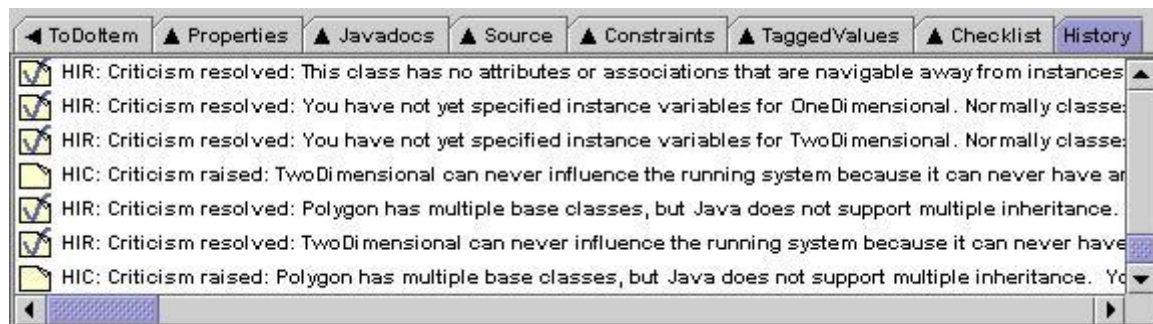 ToDoItem Properties Javadocs Source Constraints TaggedValues Checklist History
HIR: Criticism resolved: This class has no attributes or associations that are navigable away from instances
HIR: Criticism resolved: You have not yet specified instance variables for OneDimensional. Normally classes
HIR: Criticism resolved: You have not yet specified instance variables for TwoDimensional. Normally classes
HIC: Criticism raised: TwoDimensional can never influence the running system because it can never have
HIR: Criticism resolved: Polygon has multiple base classes, but Java does not support multiple inheritance.
HIR: Criticism resolved: TwoDimensional can never influence the running system because it can never have
HIC: Criticism raised: Polygon has multiple base classes, but Java does not support multiple inheritance.